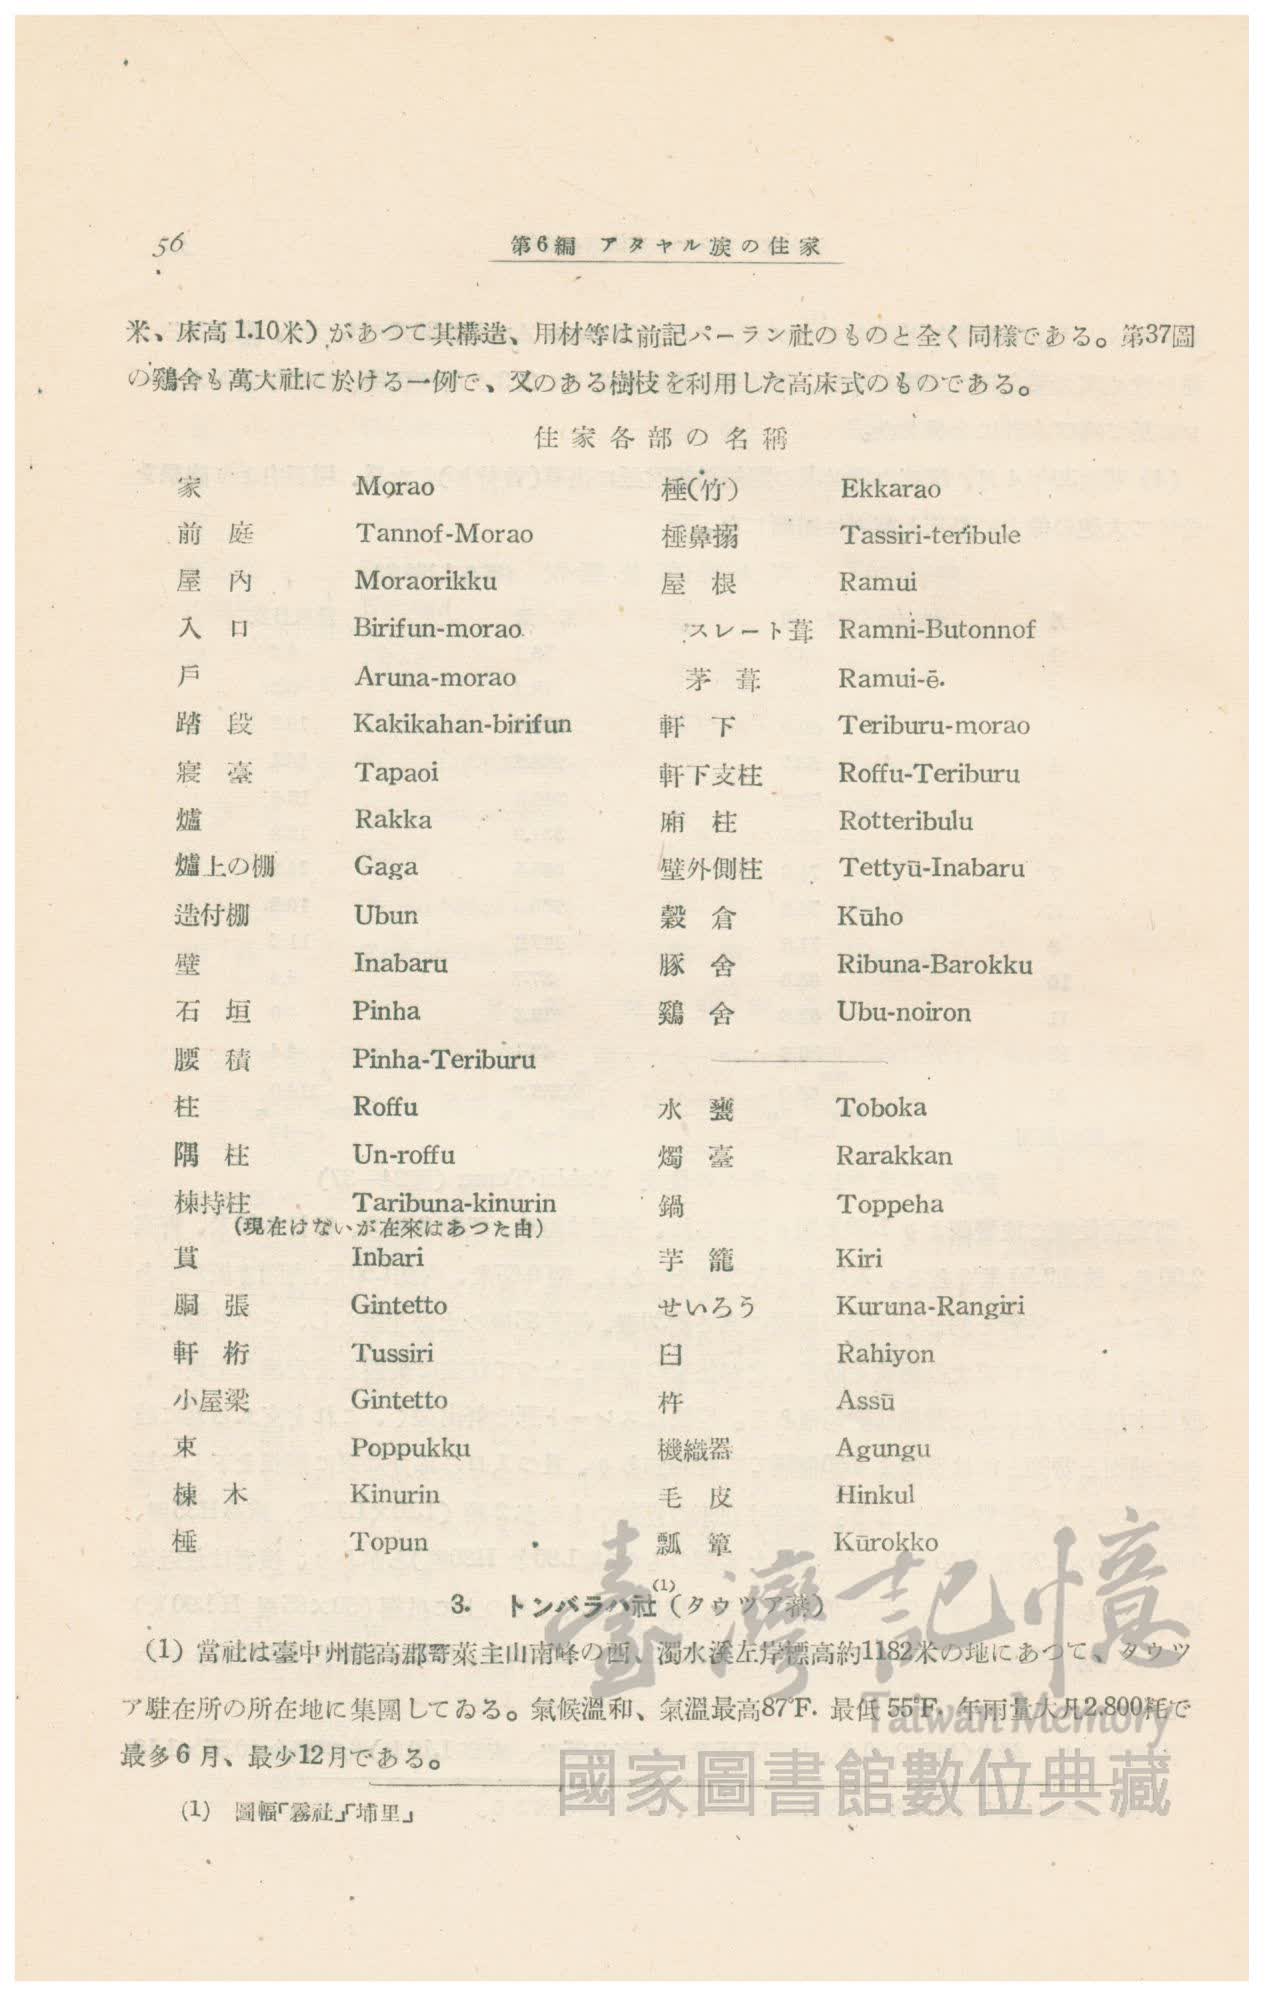 56
第6編 アタヤル族の住家
米、床高1.10米）があつて其構造、用材等は前記パーラン社のものと全く同樣である。第37圖
の鷄舍も萬大社に於ける一例で、叉のある樹枝を利用した高床式のものである。
住家各部の名稱
家 Morao
前庭 Tannof-Morao
屋內 Moraorikku
入口 Birifun-morao
戶 Aruna-morao
踏段 Kakikahan-birifun
寢臺 Tapaoi
爐 Rakka
爐上の棚 Gaga
造付棚 Ubun
壁 Inabaru
石垣 Pinha
腰積 Pinha-Teriburu
柱 Roffu
隅柱 Un-roffu
棟持柱 Taribuna-kinurin
（現在けないが在來はあつた由）
貫 Inbari
胴張 Gintetto
軒桁 Tussiri
小屋梁 Gintetto
束 Poppukku
棟木 Kinurin
棰 Topun
棰(竹) Ekkarao
棰鼻搦 Tassiri-teribule
屋根 Ramui
スレート葺 Ramni-Butonnof
茅葺 Ramui-ē.
軒下 Teriburu-morao
軒下支柱 Roffu-Teriburu
廂柱 Rotteribulu
壁外側柱 Tettyū-Inabaru
穀倉 Kūho
豚舍 Ribuna-Barokku
鷄舍 Ubu-noiron
水甕 Toboka
燭臺 Rarakkan
鍋 Toppeha
芋籠 Kiri
せいろう Kuruna-Rangiri
臼 Rahiyon
杵 Assū
機織器 Agungu
毛皮 Hinkul
瓢簞 Kūrokko
3. トンバラハ社(1)（タウツア蕃）
(1) 當社は臺中州能高郡寄萊主山南峰の西、濁水溪左岸標高約1182米の地にあつて、タウツ
ア駐在所の所在地に集團してゐる。氣候溫和、氣溫最高87°F. 最低55°F. 年雨量大凡2.800粍で
最多6月、最少12月である。
(1) 圖幅「霧社」「埔里」
臺灣記憶
Taiwan Memory
國家圖書館數位典藏